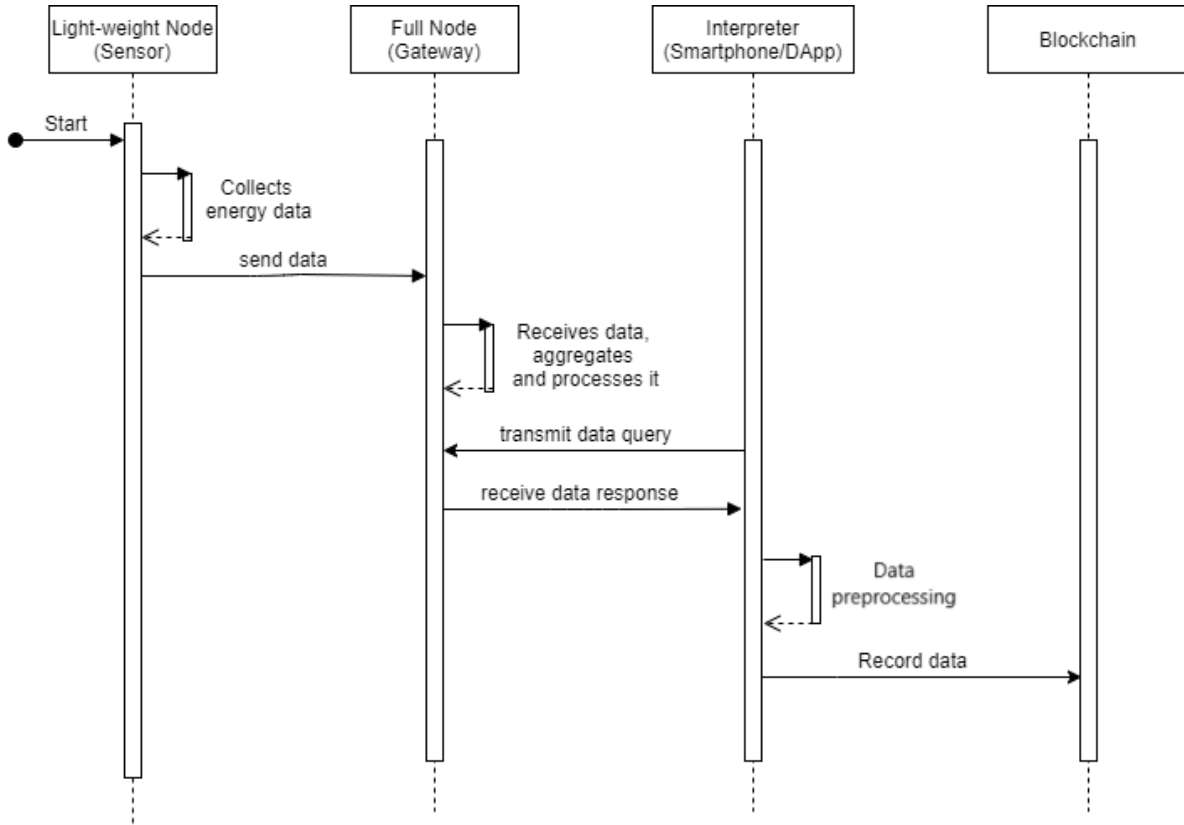 Light-weight Node
(Sensor)
Full Node
(Gateway)
Interpreter
(Smartphone/DApp)
Blockchain
Start
Collects
energy data
send data
Receives data,
aggregates
and processes it
transmit data query
receive data response
Data
preprocessing
Record data